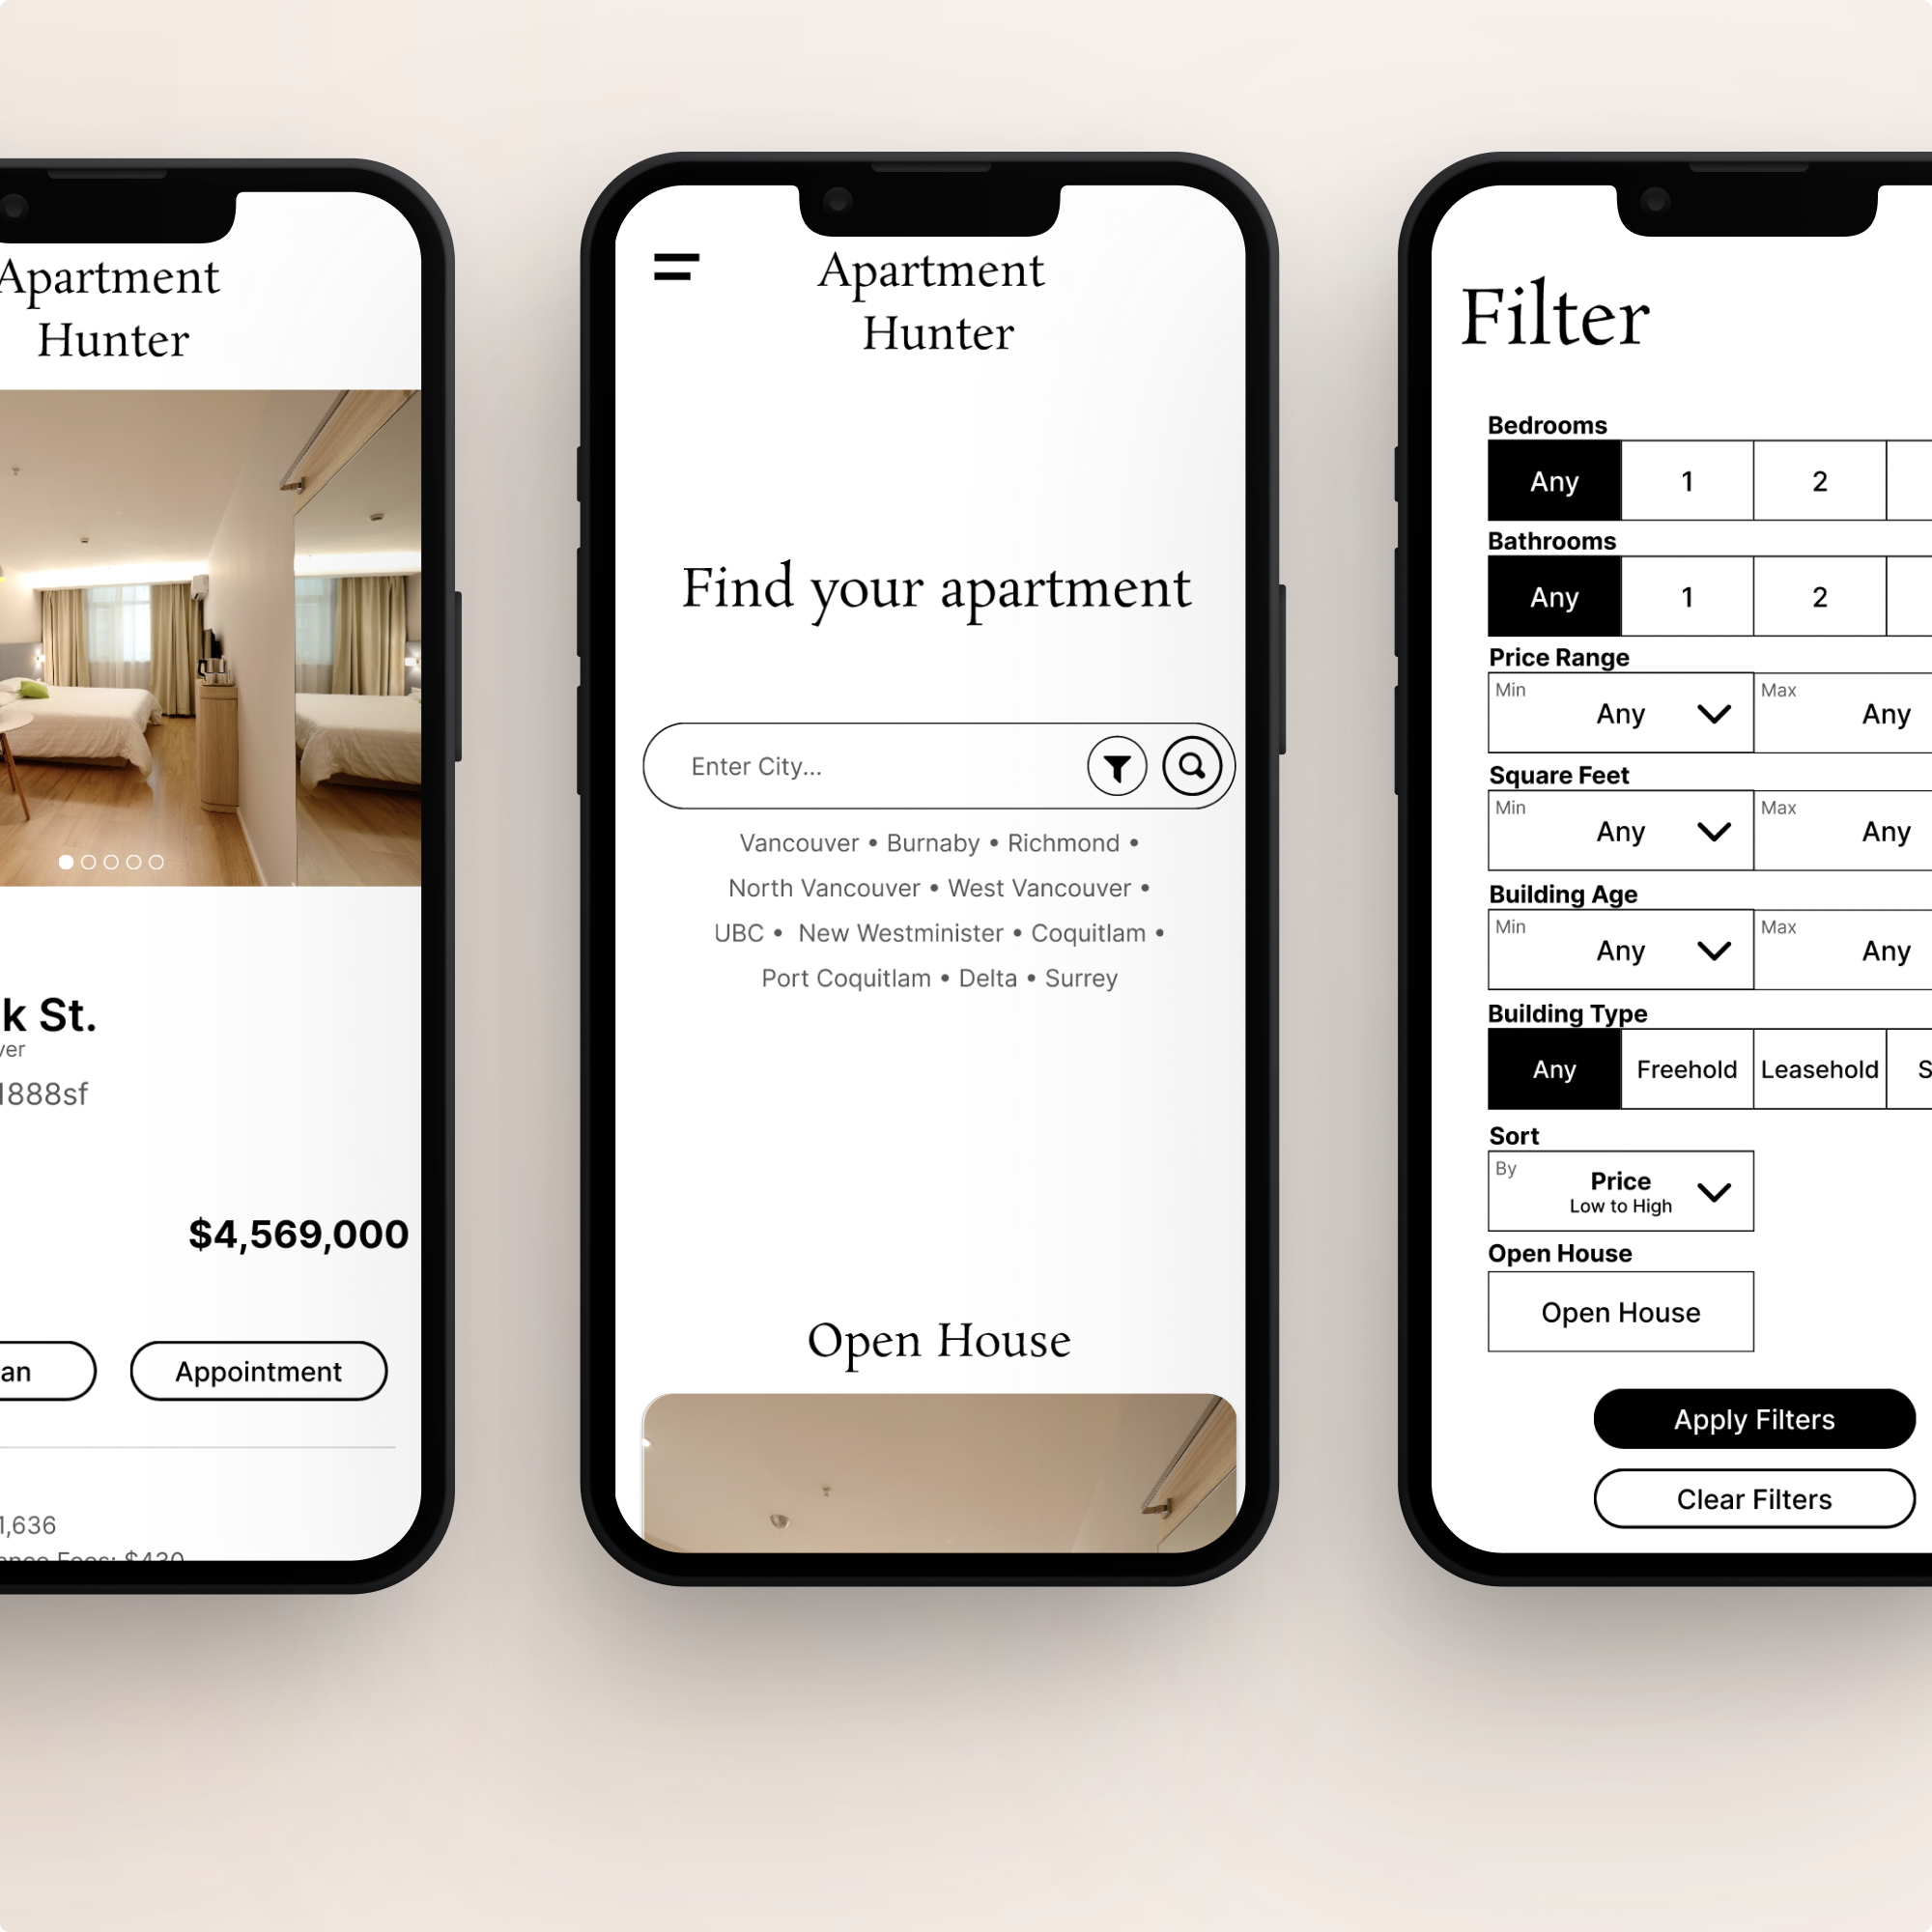 Apartment
Hunter
k St.
ver
1888sf
$4,569,000
an
Appointment
1,636
ance Fees: $430
Apartment
Hunter
Find your apartment
Enter City...
Vancouver • Burnaby • Richmond •
North Vancouver • West Vancouver •
UBC • New Westminister • Coquitlam •
Port Coquitlam • Delta • Surrey
Open House
Filter
Bedrooms
Any 1 2
Bathrooms
Any 1 2
Price Range
Min Any Max Any
Square Feet
Min Any Max Any
Building Age
Min Any Max Any
Building Type
Any Freehold Leasehold S
Sort
By Price
Low to High
Open House
Open House
Apply Filters
Clear Filters